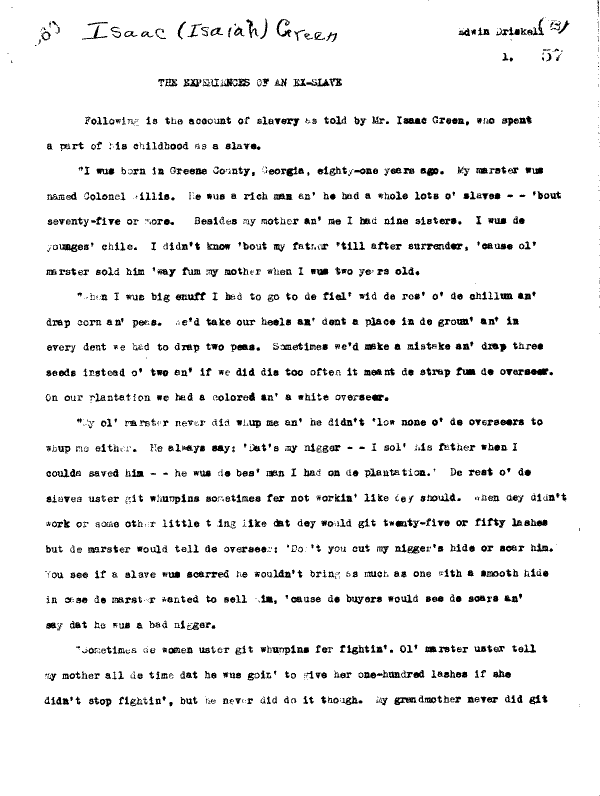 Isaac (Isaiah) Green
Edwin Driskell (B)
1. 57
THE EXPERIENCES OF AN EX-SLAVE
Following is the account of slavery as told by Mr. Isaac Green, who spent
a part of his childhood as a slave.
"I wus born in Greene County, Georgia, eighty-one years ago. My marster wus
named Colonel Willis. He wus a rich man an' he had a whole lots o' slaves - - 'bout
seventy-five or more. Besides my mother an' me I had nine sisters. I wus de
younges' chile. I didn't know 'bout my father 'till after surrender, 'cause ol'
marster sold him 'way fum my mother when I wus two years old.
"When I wus big enuff I had to go to de fiel' wid de res' o' de chillun an'
drap corn an' peas. We'd take our heels an' dent a place in de groun' an' in
every dent we had to drap two peas. Sometimes we'd make a mistake an' drap three
seeds instead o' two an' if we did dis too often it meant de strap fum de overseer.
On our plantation we had a colored an' a white overseer.
"My ol' marster never did whup me an' he didn't 'low none o' de overseers to
whup me either. He always say: 'Dat's my nigger - - I sol' his father when I
coulda saved him - - he wus de bes' man I had on de plantation.' De rest o' de
slaves uster git whuppins sometimes fer not workin' like dey should. When dey didn't
work or some other little thing like dat dey would git twenty-five or fifty lashes
but de marster would tell de overseer: 'Don't you cut my nigger's hide or scar him.
You see if a slave wus scarred he wouldn't bring as much as one with a smooth hide
in case de marster wanted to sell him, 'cause de buyers would see de scars an'
say dat he wus a bad nigger.
"Sometimes de women uster git whuppins fer fightin'. Ol' marster uster tell
my mother all de time dat he wus goin' to give her one-hundred lashes if she
didn't stop fightin', but he never did do it though. My grandmother never did git